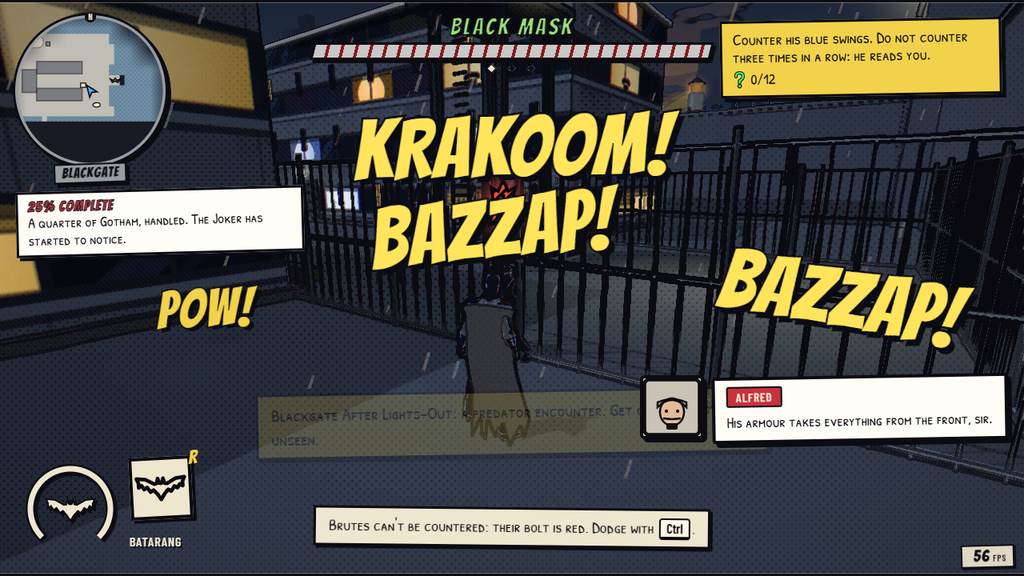 BLACK MASK
COUNTER HIS BLUE SWINGS. DO NOT COUNTER
THREE TIMES IN A ROW: HE READS YOU.
? 0/12
BLACKGATE
25% COMPLETE
A QUARTER OF GOTHAM, HANDLED. THE JOKER HAS
STARTED TO NOTICE.
KRAKOOM!
BAZZAP!
POW!
BAZZAP!
BLACKGATE AFTER LIGHTS-OUT: A PREDATOR ENCOUNTER. GET
UNSEEN.
ALFRED
HIS ARMOUR TAKES EVERYTHING FROM THE FRONT, SIR.
R
BATARANG
BRUTES CAN'T BE COUNTERED: THEIR BOLT IS RED. DODGE WITH Ctrl.
56 FPS